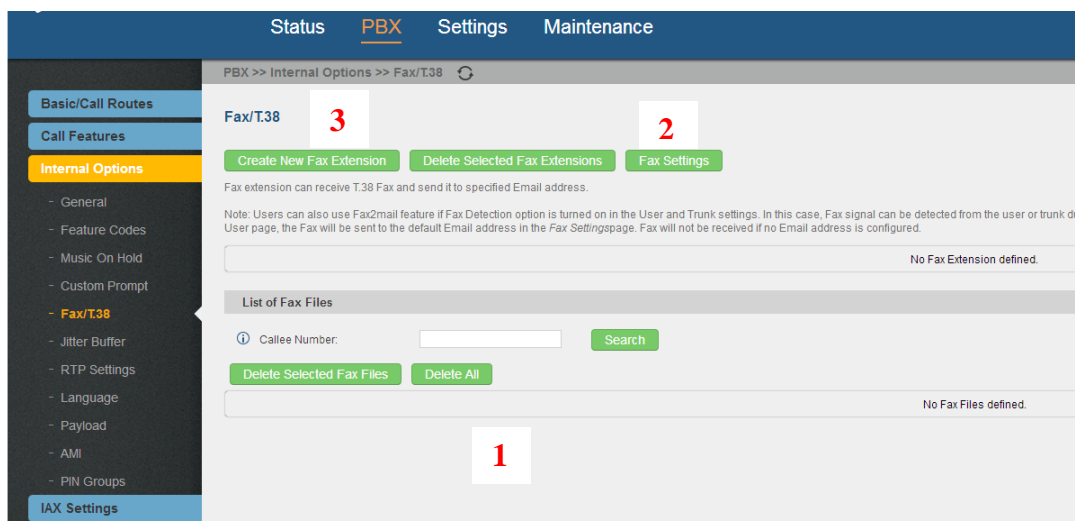 Status PBX Settings Maintenance
PBX >> Internal Options >> Fax/T.38
Basic/Call Routes
Call Features
Internal Options
- General
- Feature Codes
- Music On Hold
- Custom Prompt
- Fax/T.38
- Jitter Buffer
- RTP Settings
- Language
- Payload
- AMI
- PIN Groups
IAX Settings
Fax/T.38
3
2
Create New Fax Extension Delete Selected Fax Extensions Fax Settings
Fax extension can receive T.38 Fax and send it to specified Email address.
Note: Users can also use Fax2mail feature if Fax Detection option is turned on in the User and Trunk settings. In this case, Fax signal can be detected from the user or trunk
User page, the Fax will be sent to the default Email address in the Fax Settingspage. Fax will not be received if no Email address is configured.
No Fax Extension defined.
List of Fax Files
Callee Number: Search
Delete Selected Fax Files Delete All
No Fax Files defined.
1